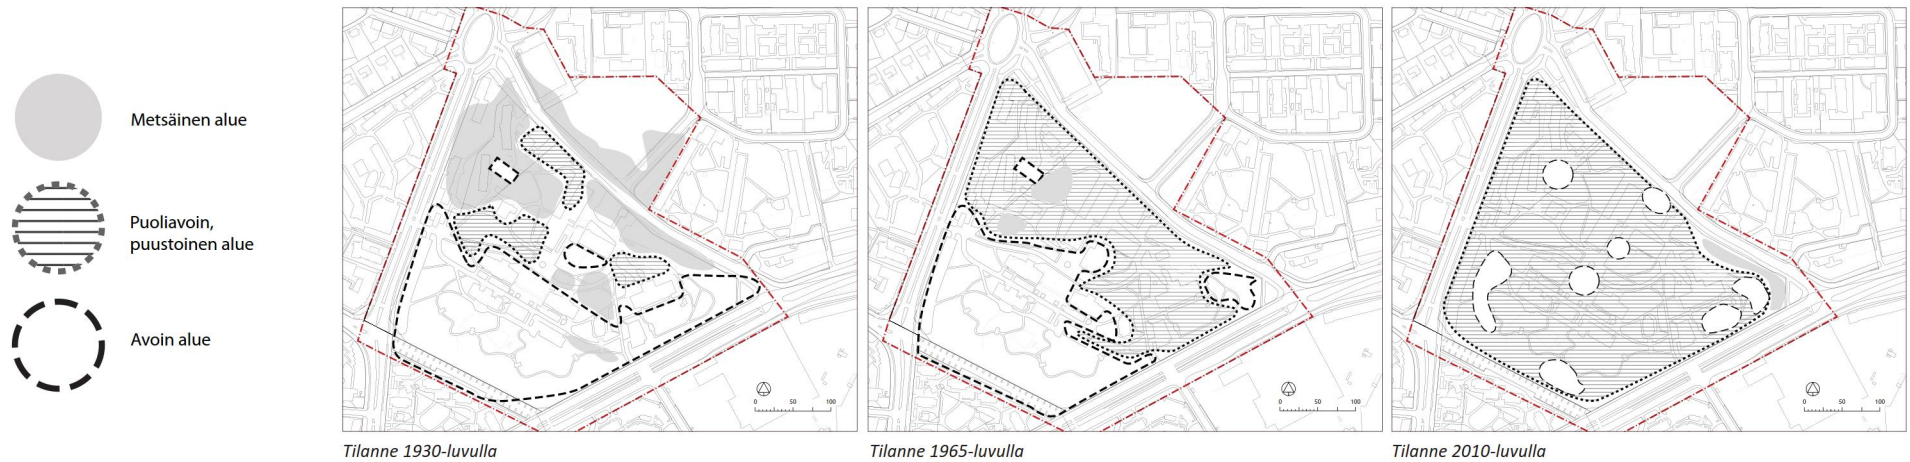 Metsäinen alue
Puoliavoin,
puustoinen alue
Avoin alue
0 50 100
0 50 100
0 50 100
Tilanne 1930-luvulla
Tilanne 1965-luvulla
Tilanne 2010-luvulla